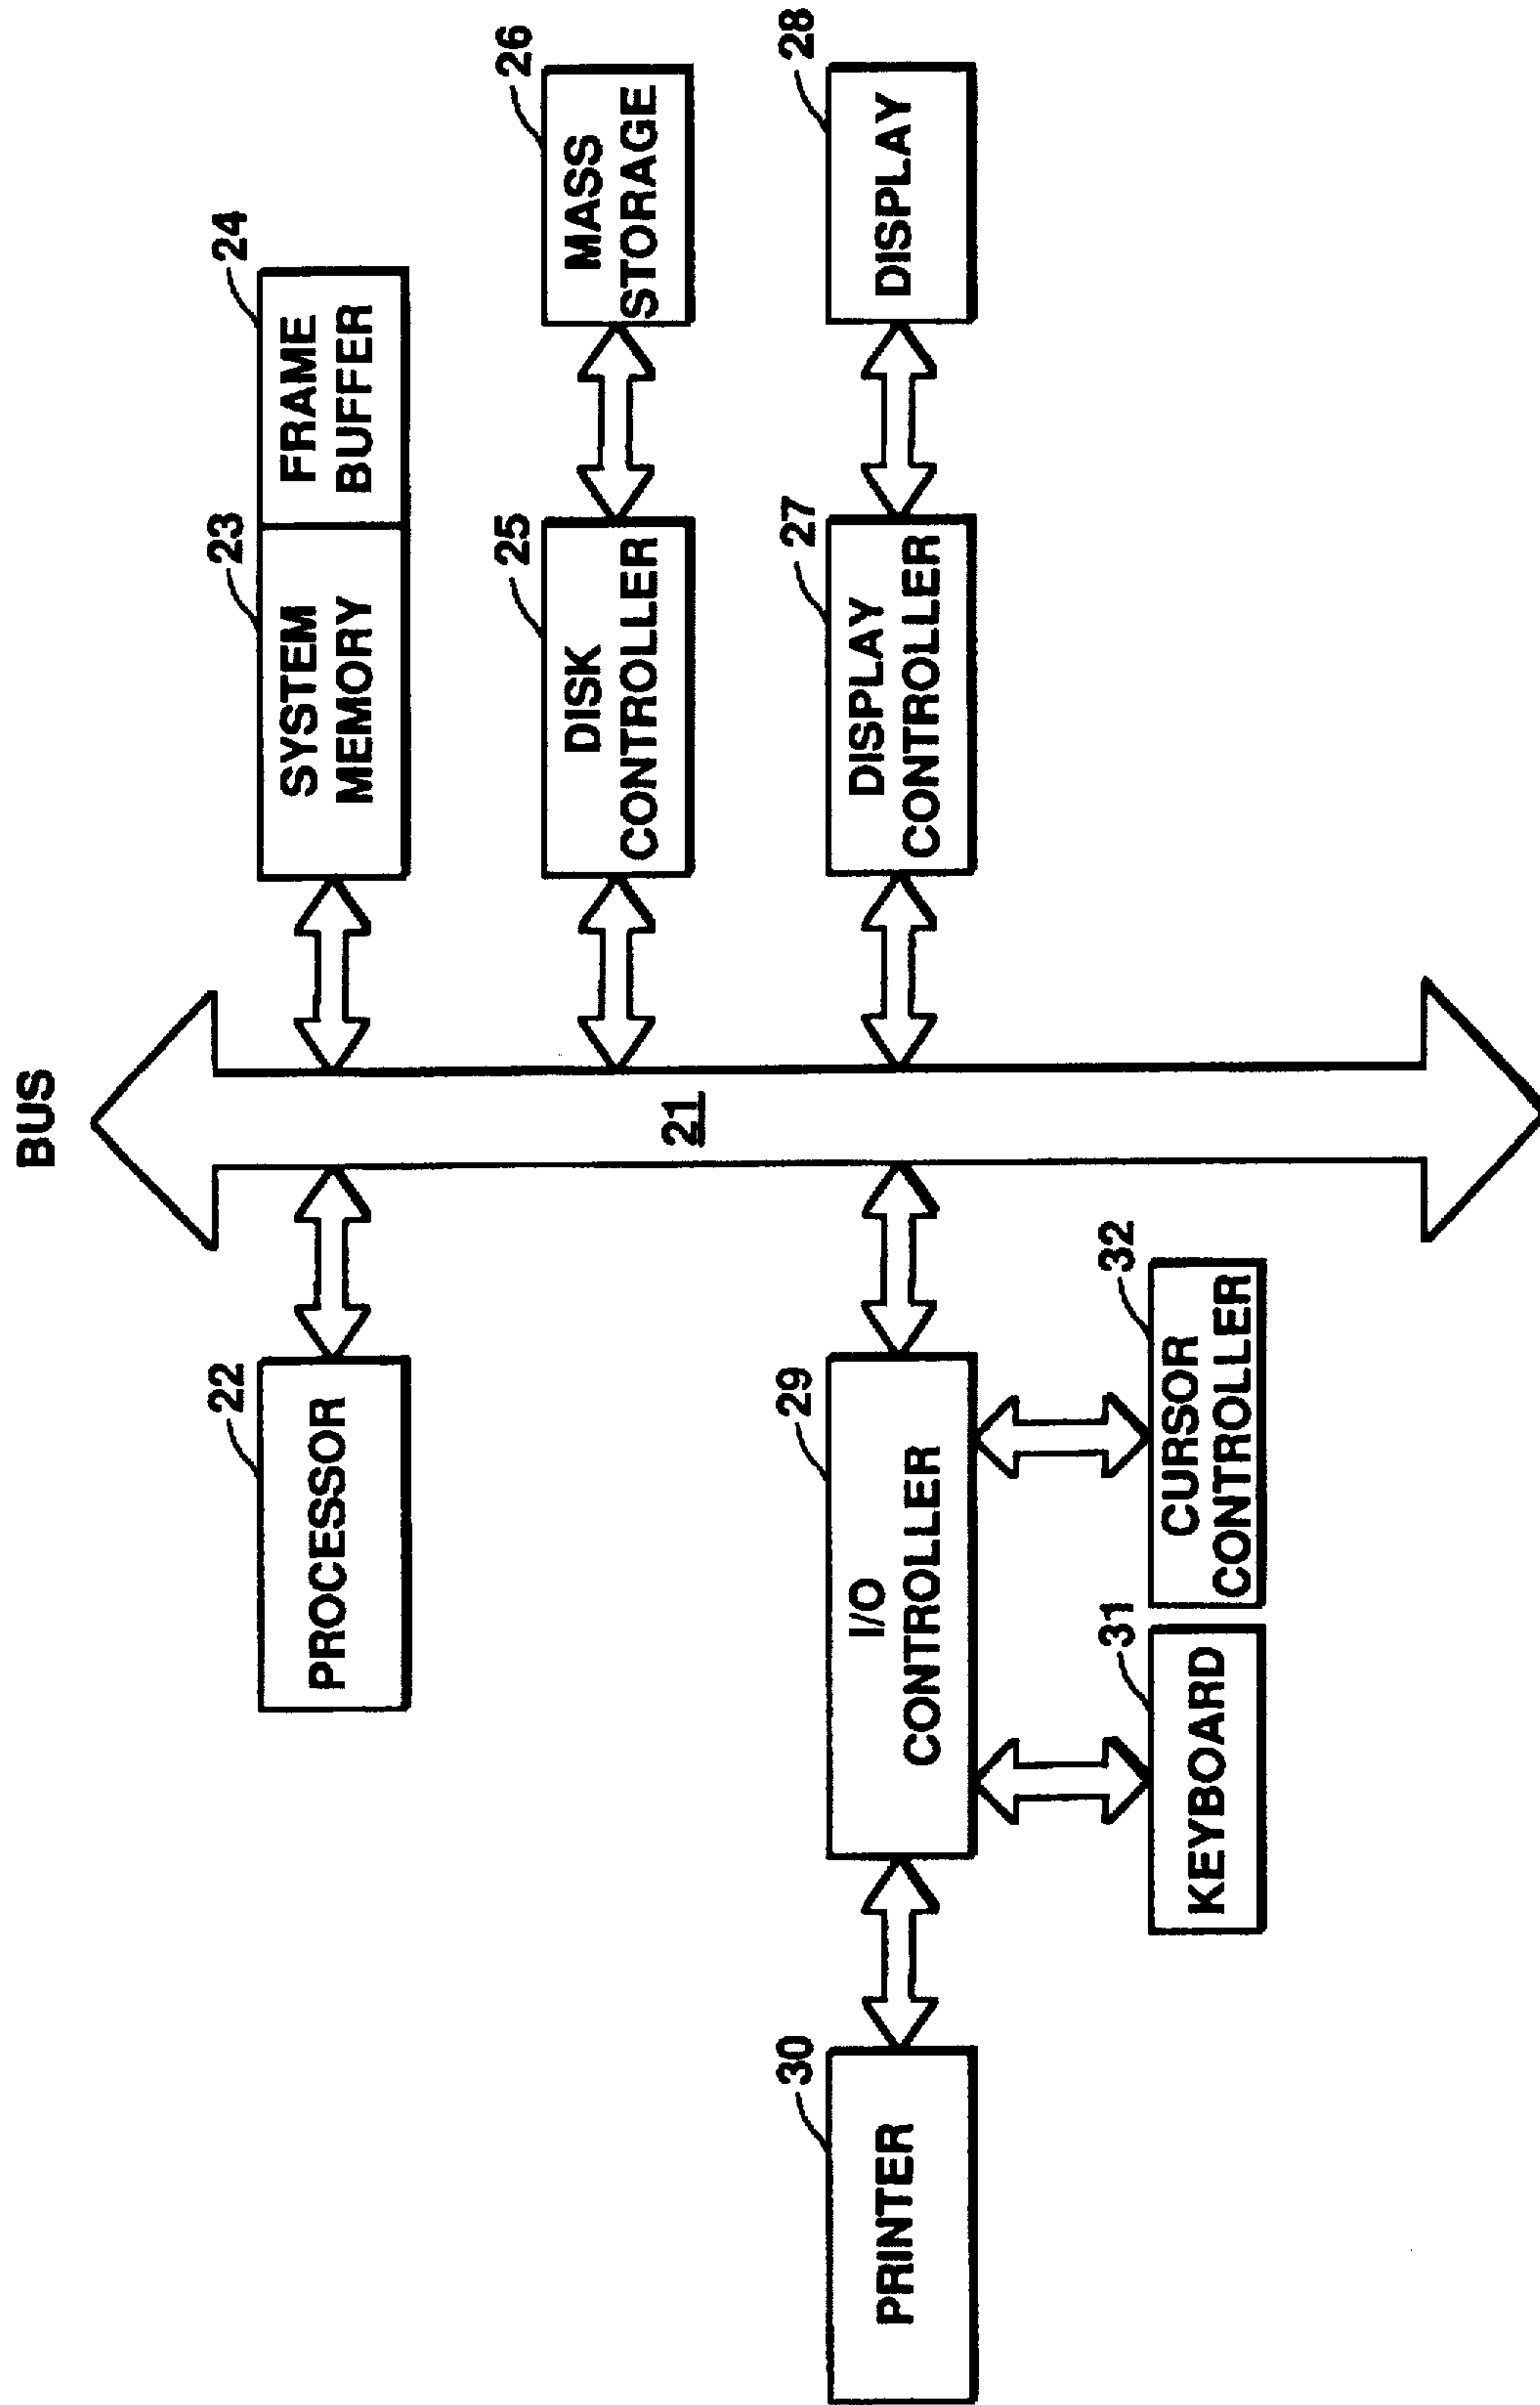 BUS
21
22
PROCESSOR
23
SYSTEM
MEMORY
24
FRAME
BUFFER
25
DISK
CONTROLLER
26
MASS
STORAGE
27
DISPLAY
CONTROLLER
28
DISPLAY
29
I/O
CONTROLLER
30
PRINTER
31
KEYBOARD
32
CURSOR
CONTROLLER